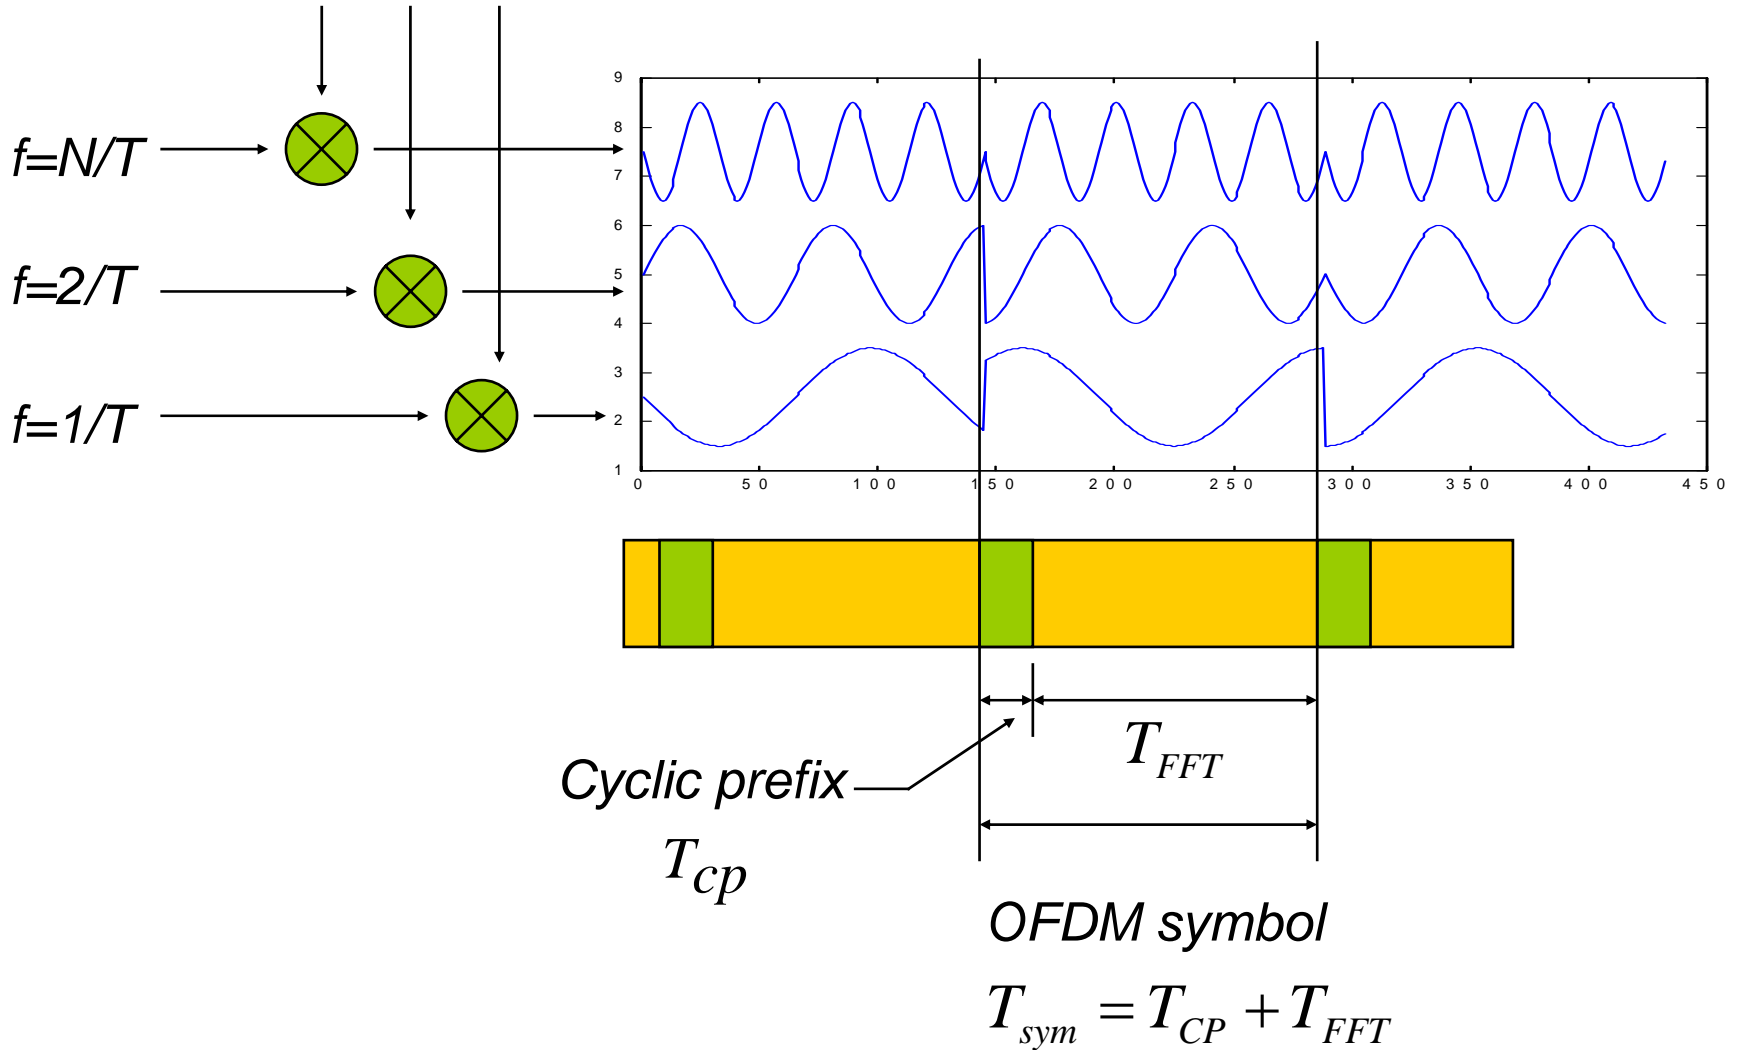 f=N/T
f=2/T
f=1/T
9
8
7
6
5
4
3
2
1
0 50 100 150 200 250 300 350 400 450
T_FFT
Cyclic prefix
T_cp
OFDM symbol
T_sym = T_CP + T_FFT